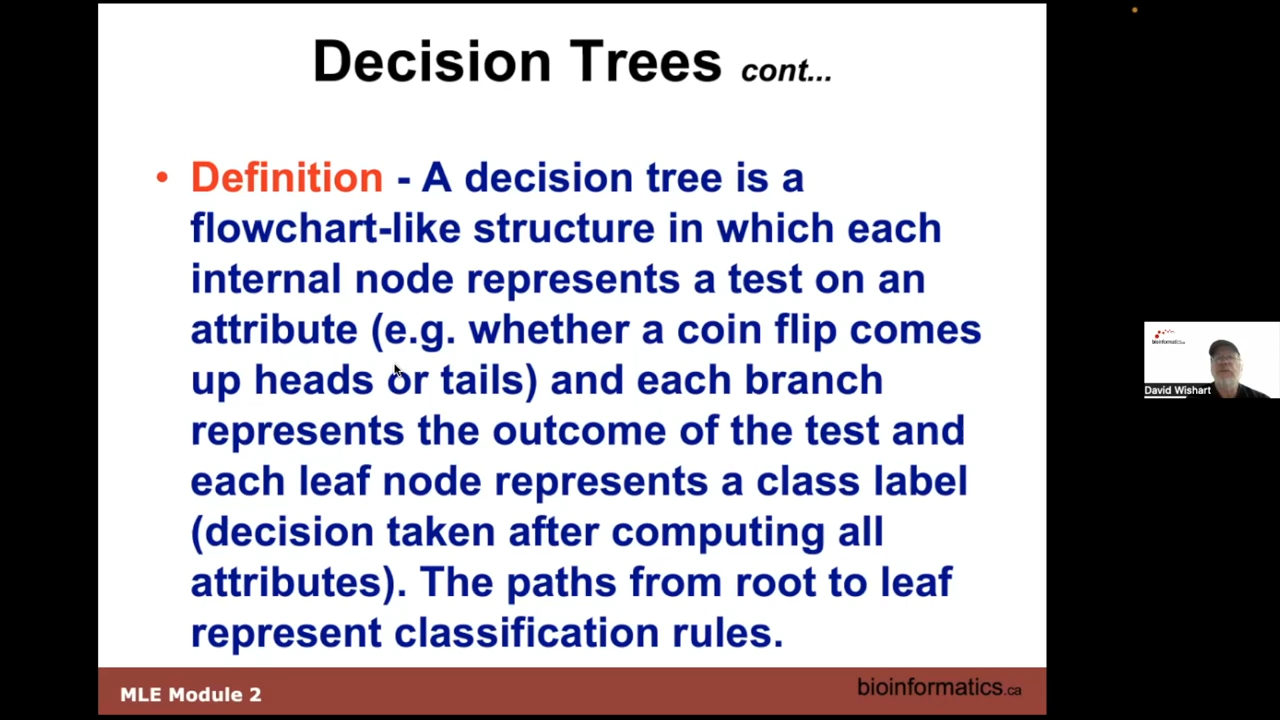 Decision Trees cont...
• Definition - A decision tree is a
flowchart-like structure in which each
internal node represents a test on an
attribute (e.g. whether a coin flip comes
up heads or tails) and each branch
represents the outcome of the test and
each leaf node represents a class label
(decision taken after computing all
attributes). The paths from root to leaf
represent classification rules.
MLE Module 2
bioinformatics.ca
bioinformatics.ca
David Wishart